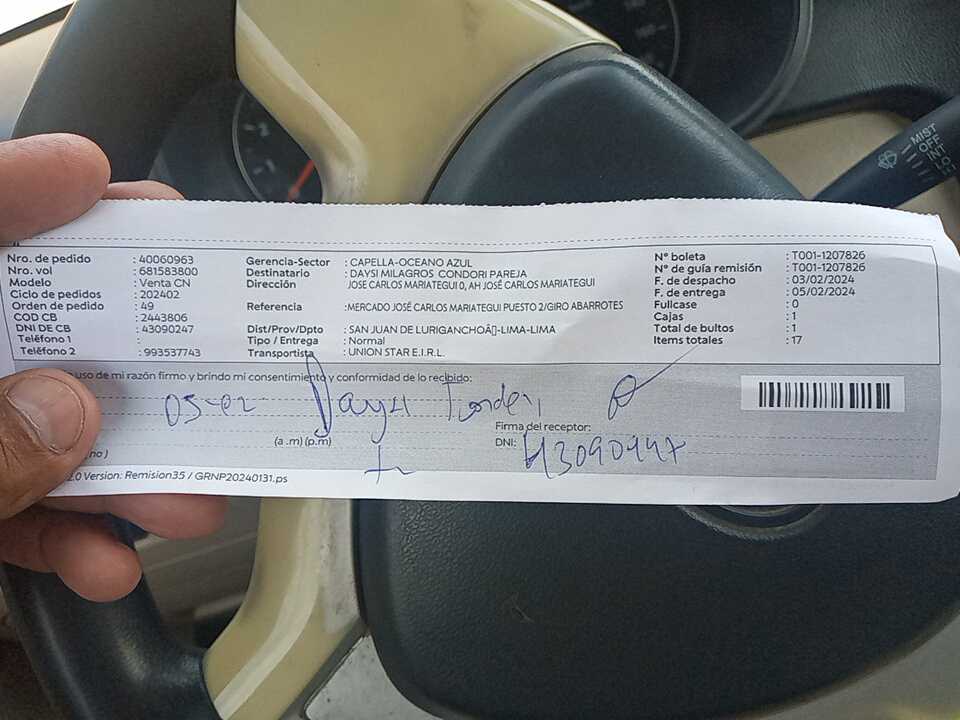 Nro. de pedido : 40060963
Nro. vol : 681583800
Modelo : Venta CN
Ciclo de pedidos : 202402
Orden de pedido : 49
COD CB : 2443806
DNI DE CB : 43090247
Teléfono 1 :
Teléfono 2 : 993537743
Gerencia-Sector : CAPELLA-OCEANO AZUL
Destinatario : DAYSI MILAGROS CONDORI PAREJA
Dirección JOSE CARLOS MARIATEGUI 0, AH JOSÉ CARLOS MARIATEGUI
Referencia : MERCADO JOSÉ CARLOS MARIATEGUI PUESTO 2/GIRO ABARROTES
Dist/Prov/Dpto : SAN JUAN DE LURIGANCHOÂ▯-LIMA-LIMA
Tipo / Entrega : Normal
Transportista : UNION STAR E.I.R.L.
N° boleta : T001-1207826
N° de guía remisión : T001-1207826
F. de despacho : 03/02/2024
F. de entrega : 05/02/2024
Fullcase : 0
Cajas : 1
Total de bultos : 1
Items totales : 17
uso de mi razón firmo y brindo mi consentimiento y conformidad de lo recibido:
05-02
Firma del receptor:
(a .m) (p.m) DNI:
no )
.0 Version: Remision35 / GRNP20240131.ps
MIST
OFF
INT